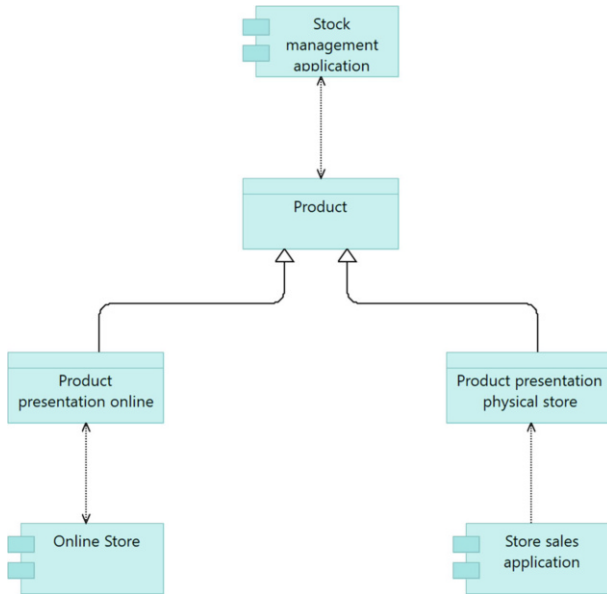 Stock
management
application
Product
Product
presentation online
Product presentation
physical store
Online Store
Store sales
application